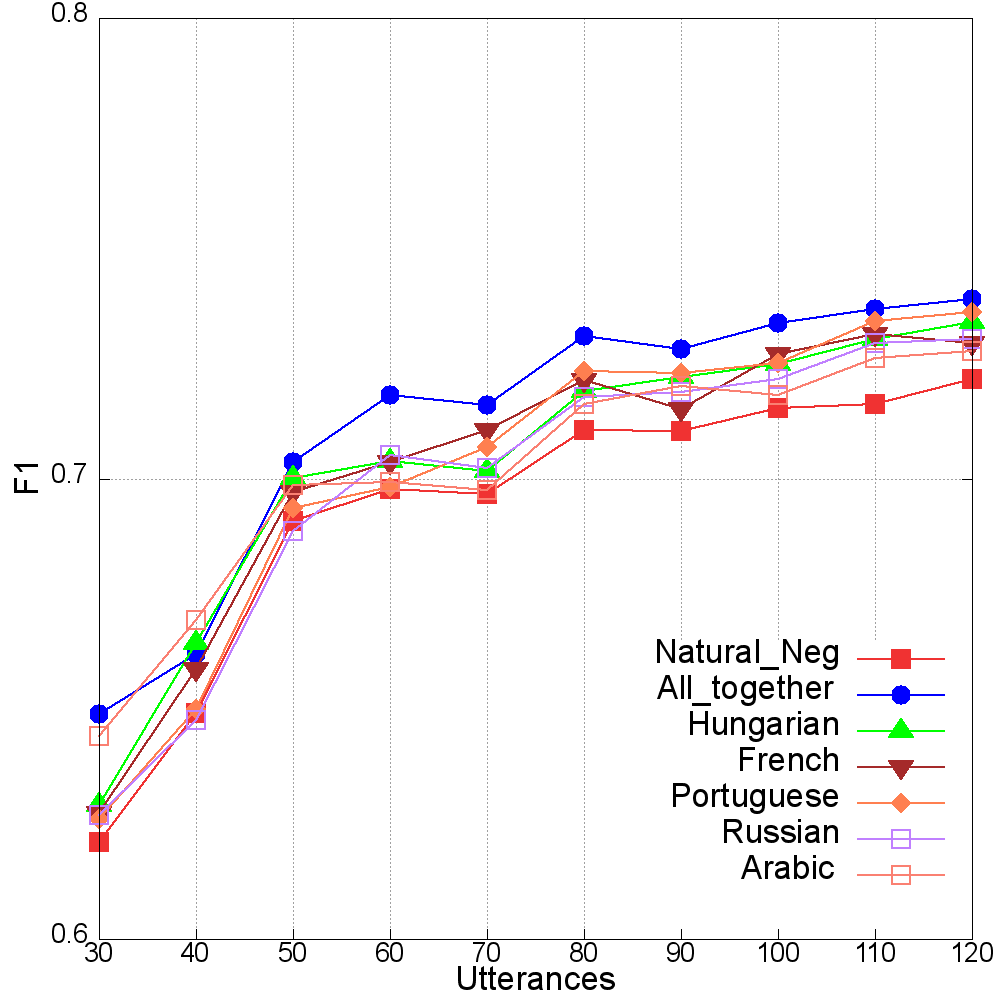 0.8
0.7
0.6
F1
30 40 50 60 70 80 90 100 110 120
Utterances
Natural_Neg
All_together
Hungarian
French
Portuguese
Russian
Arabic